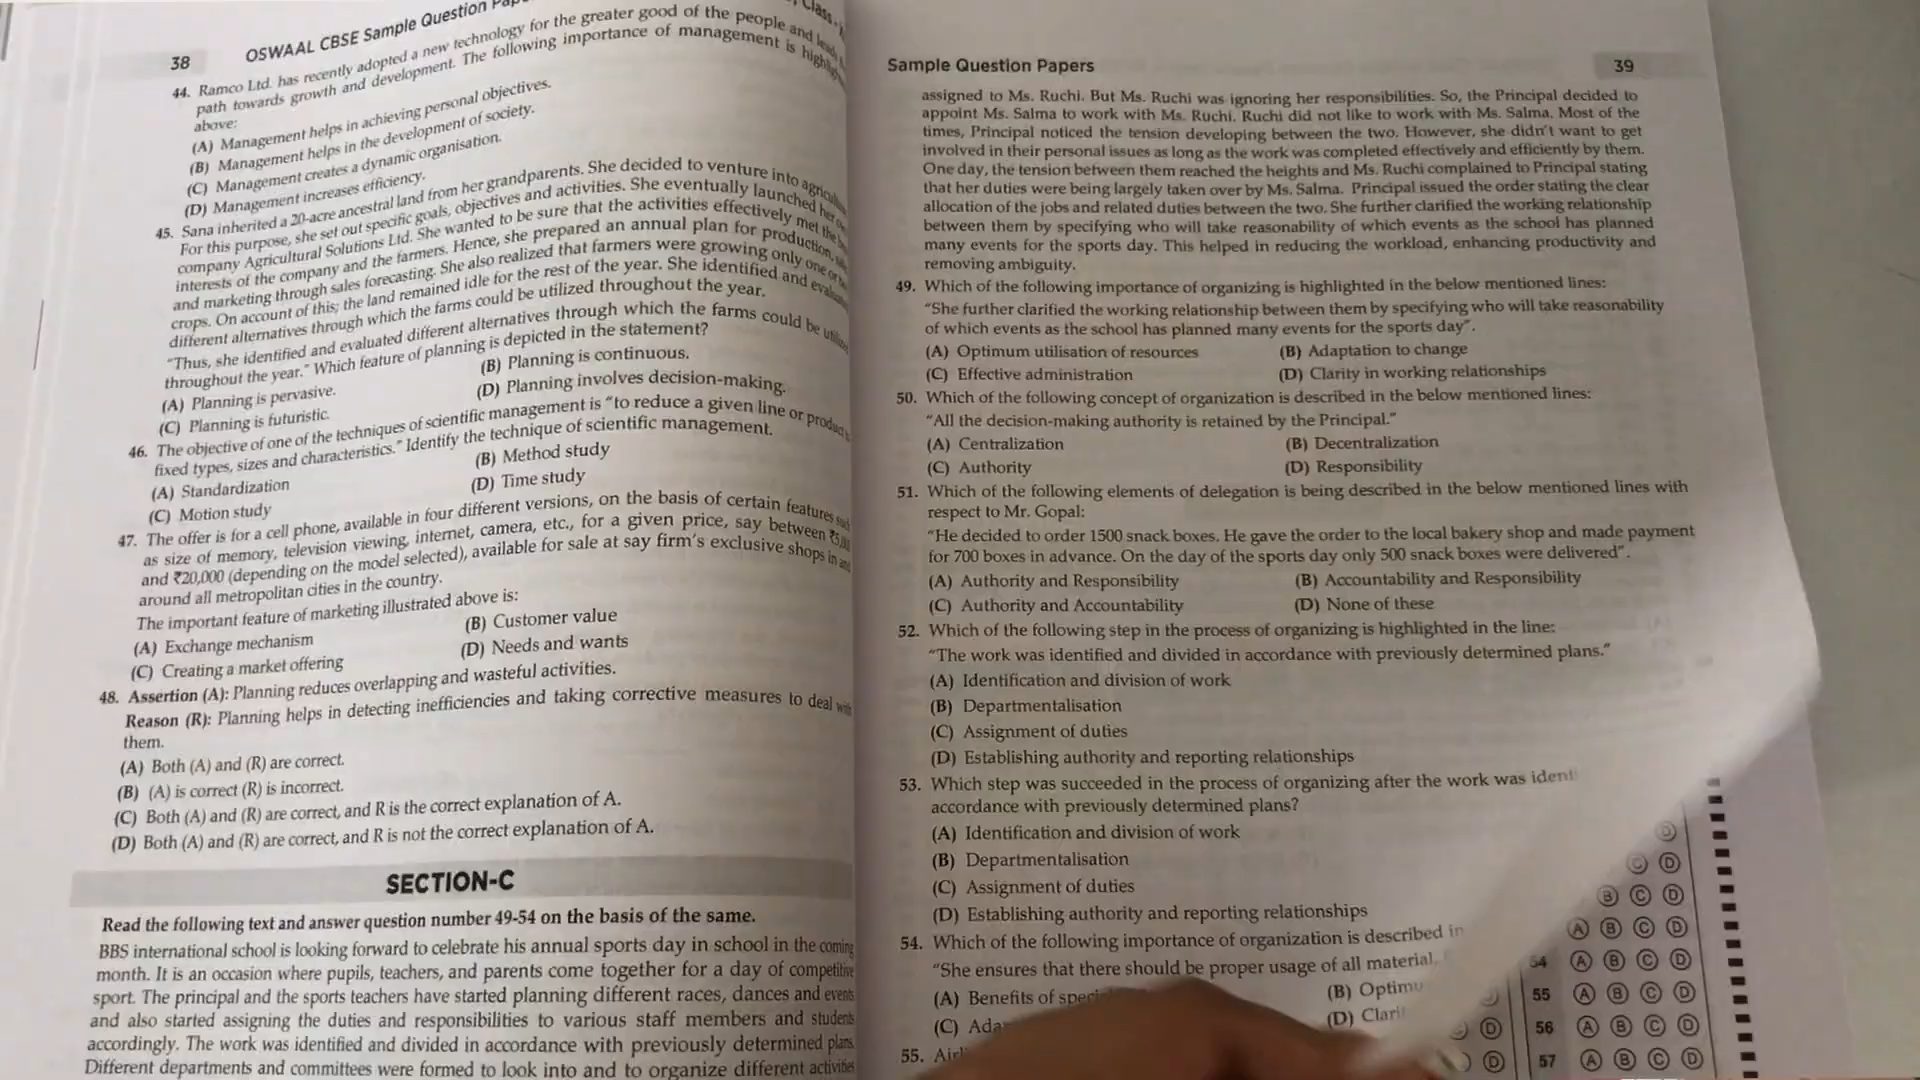 38
OSWAAL CBSE Sample Question
Class
44. Ramco Ltd. has recently adopted a new technology for the greater good of the people and
path towards growth and development. The following importance of management is
above:
(A) Management helps in achieving personal objectives.
(B) Management helps in the development of society.
(C) Management creates a dynamic organisation.
(D) Management increases efficiency.
45. Sana inherited a 20-acre ancestral land from her grandparents. She decided to venture into
For this purpose, she set out specific goals, objectives and activities. She eventually launched her
company Agricultural Solutions Ltd. She wanted to be sure that the activities effectively met the
interests of the company and the farmers. Hence, she prepared an annual plan for production,
and marketing through sales forecasting. She also realized that farmers were growing only one or
crops. On account of this; the land remained idle for the rest of the year. She identified and
different alternatives through which the farms could be utilized throughout the year.
"Thus, she identified and evaluated different alternatives through which the farms could be
throughout the year." Which feature of planning is depicted in the statement?
(A) Planning is pervasive. (B) Planning is continuous.
(C) Planning is futuristic. (D) Planning involves decision-making.
46. The objective of one of the techniques of scientific management is "to reduce a given line or
fixed types, sizes and characteristics." Identify the technique of scientific management.
(A) Standardization (B) Method study
(C) Motion study (D) Time study
47. The offer is for a cell phone, available in four different versions, on the basis of certain features
as size of memory, television viewing, internet, camera, etc., for a given price, say between
and ₹20,000 (depending on the model selected), available for sale at say firm's exclusive shops in
around all metropolitan cities in the country.
The important feature of marketing illustrated above is:
(A) Exchange mechanism (B) Customer value
(C) Creating a market offering (D) Needs and wants
48. Assertion (A): Planning reduces overlapping and wasteful activities.
Reason (R): Planning helps in detecting inefficiencies and taking corrective measures to deal with
them.
(A) Both (A) and (R) are correct.
(B) (A) is correct (R) is incorrect.
(C) Both (A) and (R) are correct, and R is the correct explanation of A.
(D) Both (A) and (R) are correct, and R is not the correct explanation of A.
SECTION-C
Read the following text and answer question number 49-54 on the basis of the same.
BBS international school is looking forward to celebrate his annual sports day in school in the coming
month. It is an occasion where pupils, teachers, and parents come together for a day of competitive
sport. The principal and the sports teachers have started planning different races, dances and events
and also started assigning the duties and responsibilities to various staff members and students
accordingly. The work was identified and divided in accordance with previously determined plans.
Different departments and committees were formed to look into and to organize different activities
Sample Question Papers
39
assigned to Ms. Ruchi. But Ms. Ruchi was ignoring her responsibilities. So, the Principal decided to
appoint Ms. Salma to work with Ms. Ruchi. Ruchi did not like to work with Ms. Salma. Most of the
times, Principal noticed the tension developing between the two. However, she didn't want to get
involved in their personal issues as long as the work was completed effectively and efficiently by them.
One day, the tension between them reached the heights and Ms. Ruchi complained to Principal stating
that her duties were being largely taken over by Ms. Salma. Principal issued the order stating the clear
allocation of the jobs and related duties between the two. She further clarified the working relationship
between them by specifying who will take reasonability of which events as the school has planned
many events for the sports day. This helped in reducing the workload, enhancing productivity and
removing ambiguity.
49. Which of the following importance of organizing is highlighted in the below mentioned lines:
"She further clarified the working relationship between them by specifying who will take reasonability
of which events as the school has planned many events for the sports day".
(A) Optimum utilisation of resources (B) Adaptation to change
(C) Effective administration (D) Clarity in working relationships
50. Which of the following concept of organization is described in the below mentioned lines:
"All the decision-making authority is retained by the Principal."
(A) Centralization (B) Decentralization
(C) Authority (D) Responsibility
51. Which of the following elements of delegation is being described in the below mentioned lines with
respect to Mr. Gopal:
"He decided to order 1500 snack boxes. He gave the order to the local bakery shop and made payment
for 700 boxes in advance. On the day of the sports day only 500 snack boxes were delivered".
(A) Authority and Responsibility (B) Accountability and Responsibility
(C) Authority and Accountability (D) None of these
52. Which of the following step in the process of organizing is highlighted in the line:
"The work was identified and divided in accordance with previously determined plans."
(A) Identification and division of work
(B) Departmentalisation
(C) Assignment of duties
(D) Establishing authority and reporting relationships
53. Which step was succeeded in the process of organizing after the work was
accordance with previously determined plans?
(A) Identification and division of work
(B) Departmentalisation
(C) Assignment of duties
(D) Establishing authority and reporting relationships
54. Which of the following importance of organization is described in
"She ensures that there should be proper usage of all material,
(A) Benefits of (B)
(C) (D)
55.
D
C D
B C D
A B C D
54 A B C D
55 A B C D
D 56 A B C D
D 57 A B C D